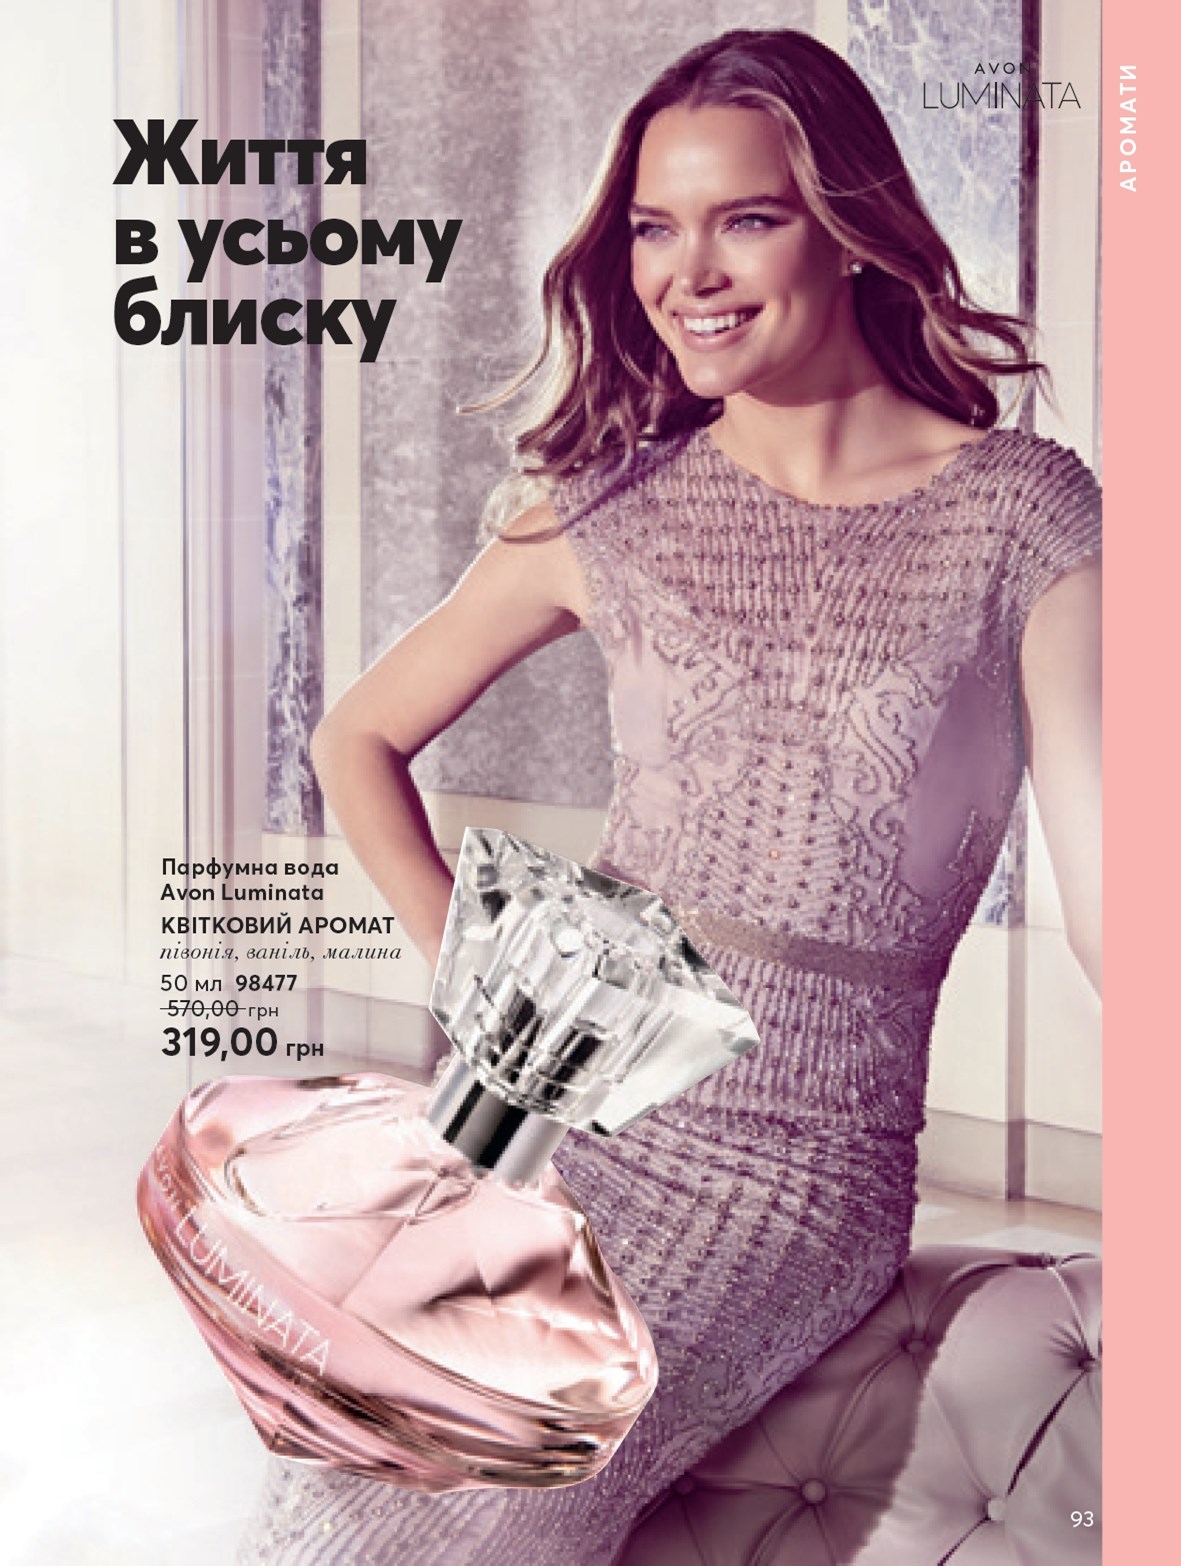 AVON
LUMINATA
АРОМАТИ
Життя
в усьому
блиску
Парфумна вода
Avon Luminata
КВІТКОВИЙ АРОМАТ
півонія, ваніль, малина
50 мл 98477
570,00 грн
319,00 грн
AVON LUMINATA
93